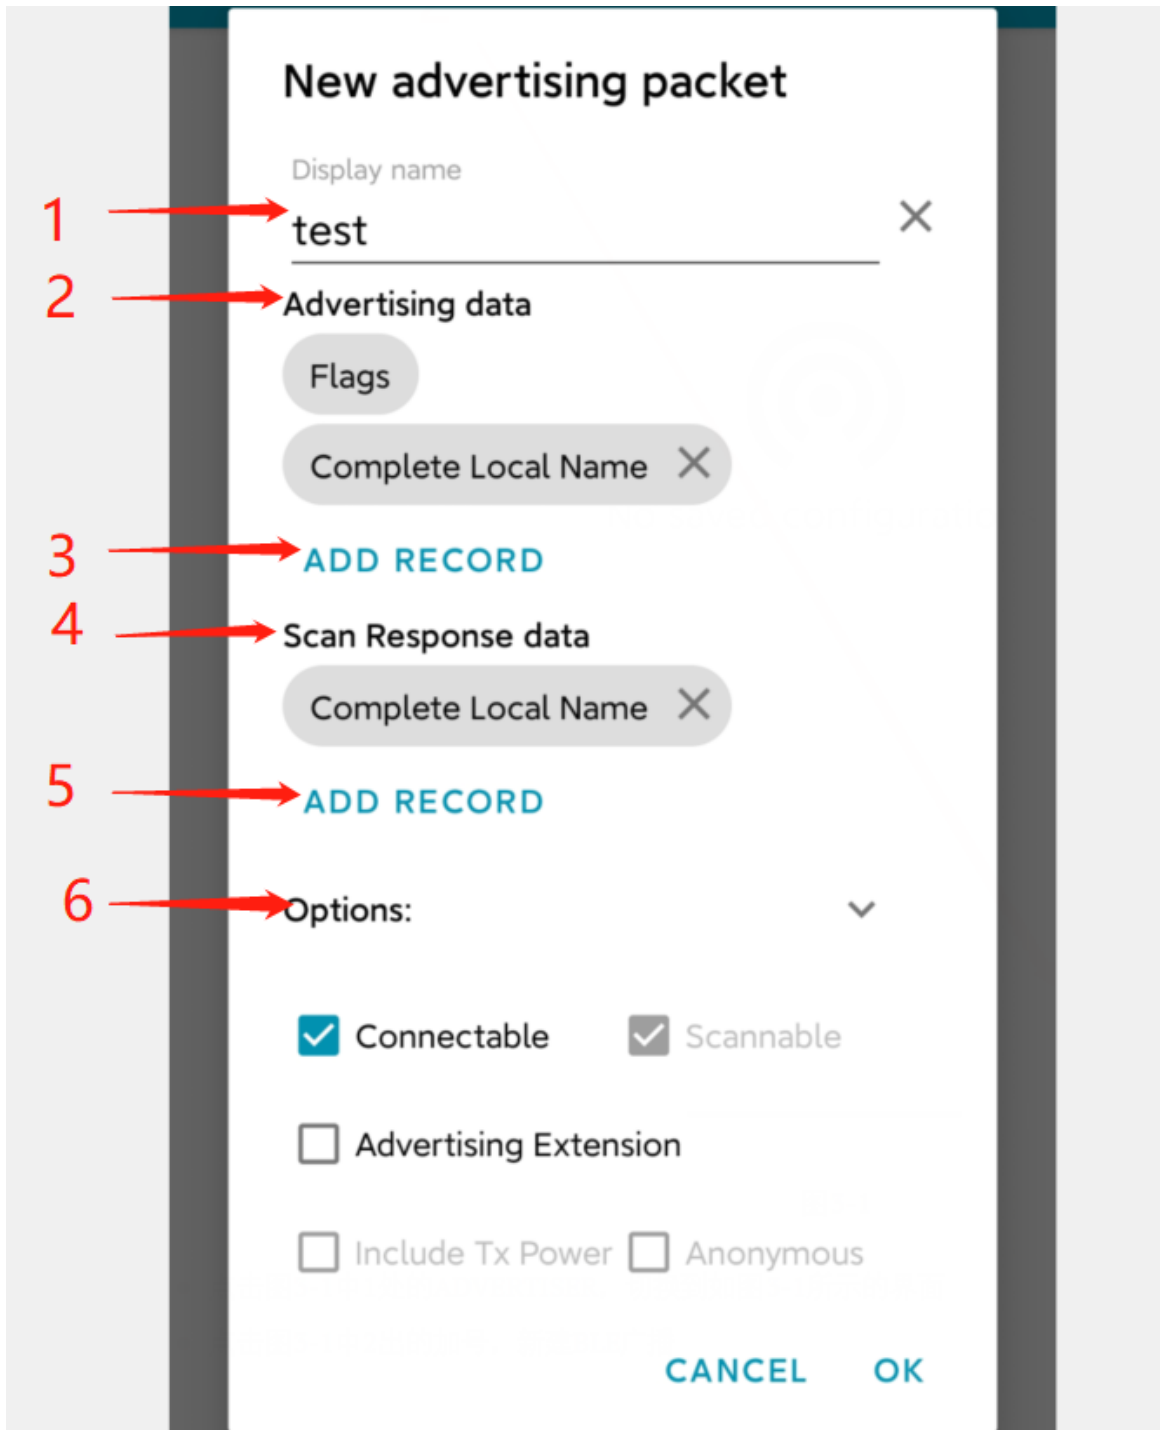 New advertising packet
Display name
1 test
2 Advertising data
Flags
Complete Local Name
3 ADD RECORD
4 Scan Response data
Complete Local Name
5 ADD RECORD
6 Options:
Connectable Scannable
Advertising Extension
Include Tx Power Anonymous
CANCEL OK